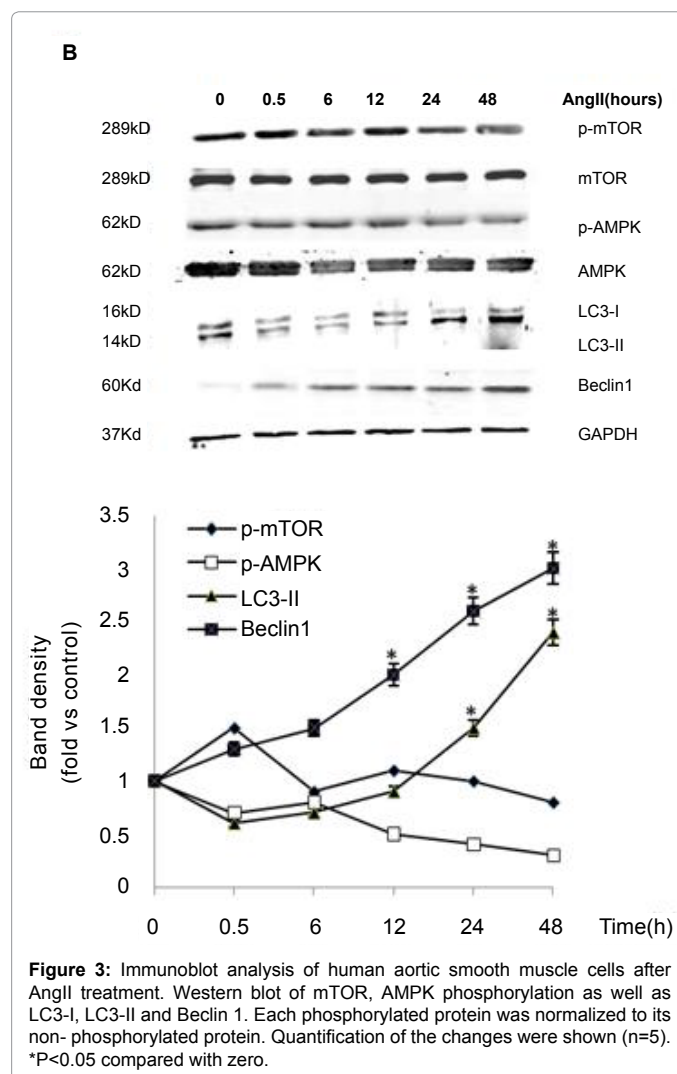 B
0 0.5 6 12 24 48 AngII(hours)
289kD p-mTOR
289kD mTOR
62kD p-AMPK
62kD AMPK
16kD LC3-I
14kD LC3-II
60Kd Beclin1
37Kd GAPDH
3.5
3
2.5
2
1.5
1
0.5
0
Band density
(fold vs control)
p-mTOR
p-AMPK
LC3-II
Beclin1
* * * * *
0 0.5 6 12 24 48 Time(h)
Figure 3: Immunoblot analysis of human aortic smooth muscle cells after
AngII treatment. Western blot of mTOR, AMPK phosphorylation as well as
LC3-I, LC3-II and Beclin 1. Each phosphorylated protein was normalized to its
non- phosphorylated protein. Quantification of the changes were shown (n=5).
*P<0.05 compared with zero.